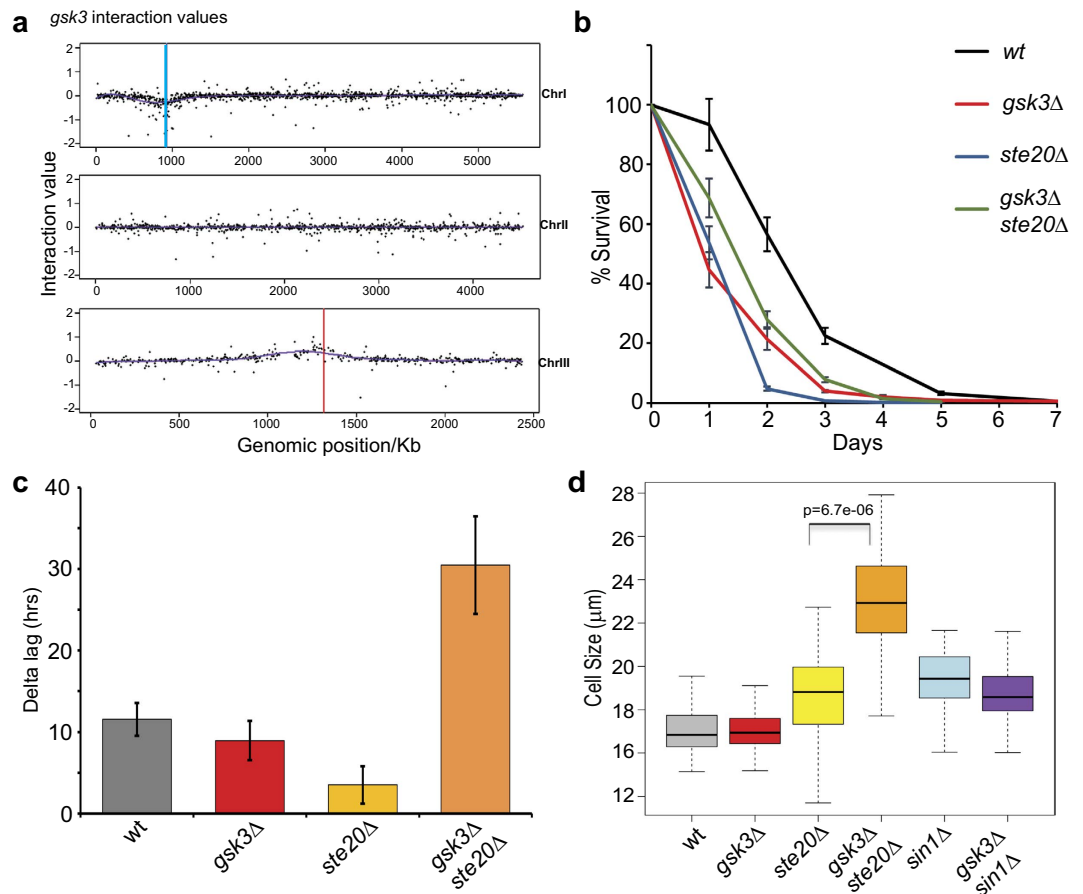 a
gsk3 interaction values
Interaction value
2
1
0
-1
-2
ChrI
0 1000 2000 3000 4000 5000
2
1
0
-1
-2
ChrII
0 1000 2000 3000 4000
2
1
0
-1
-2
ChrIII
0 500 1000 1500 2000 2500
Genomic position/Kb
b
wt
gsk3Δ
ste20Δ
gsk3Δ
ste20Δ
% Survival
100
80
60
40
20
0
0 1 2 3 4 5 6 7
Days
c
Delta lag (hrs)
40
30
20
10
0
wt
gsk3Δ
ste20Δ
gsk3Δ
ste20Δ
d
Cell Size (μm)
28
26
24
22
20
18
16
12
p=6.7e-06
wt
gsk3Δ
ste20Δ
gsk3Δ
ste20Δ
sin1Δ
gsk3Δ
sin1Δ